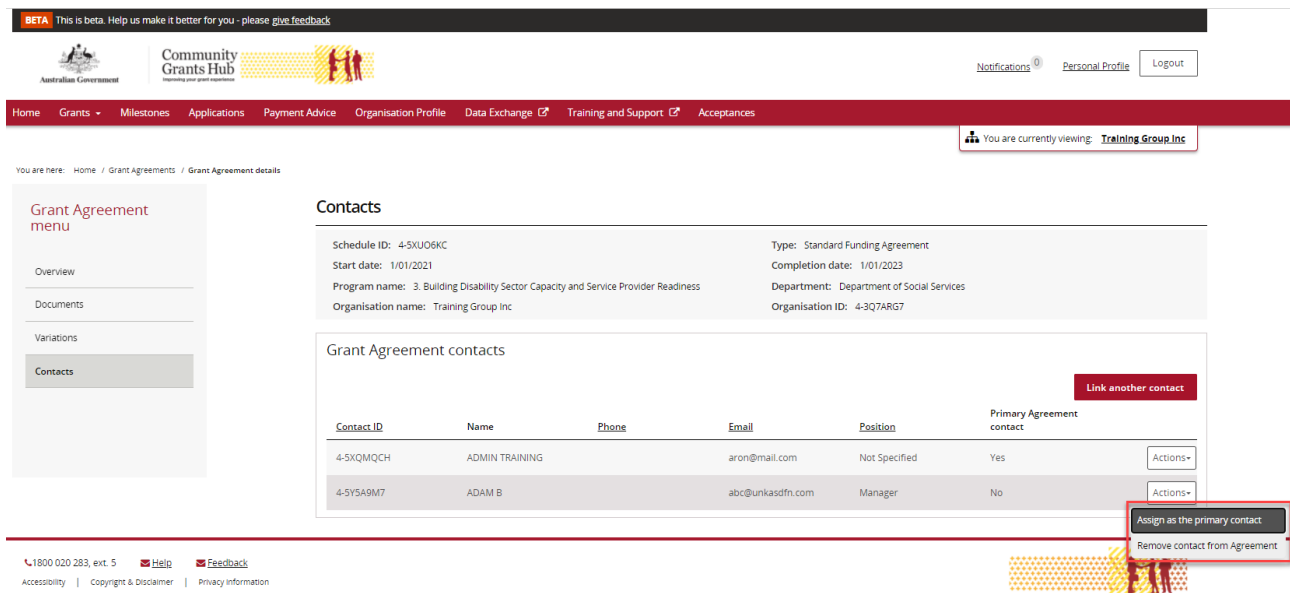 BETA This is beta. Help us make it better for you - please give feedback
Australian Government
Community
Grants Hub
Improving your grant experience
Notifications 0 Personal Profile Logout
Home Grants Milestones Applications Payment Advice Organisation Profile Data Exchange Training and Support Acceptances
You are currently viewing: Training Group Inc
You are here: Home / Grant Agreements / Grant Agreement details
Grant Agreement
menu
Overview
Documents
Variations
Contacts
Contacts
Schedule ID: 4-5XUO6KC Type: Standard Funding Agreement
Start date: 1/01/2021 Completion date: 1/01/2023
Program name: 3. Building Disability Sector Capacity and Service Provider Readiness Department: Department of Social Services
Organisation name: Training Group Inc Organisation ID: 4-3Q7ARG7
Grant Agreement contacts
Link another contact
Contact ID Name Phone Email Position Primary Agreement contact
4-5XQMQCH ADMIN TRAINING aron@mail.com Not Specified Yes Actions
4-5Y5A9M7 ADAM B abc@unkasdfn.com Manager No Actions
Assign as the primary contact
Remove contact from Agreement
1800 020 283, ext. 5 Help Feedback
Accessibility | Copyright & Disclaimer | Privacy information